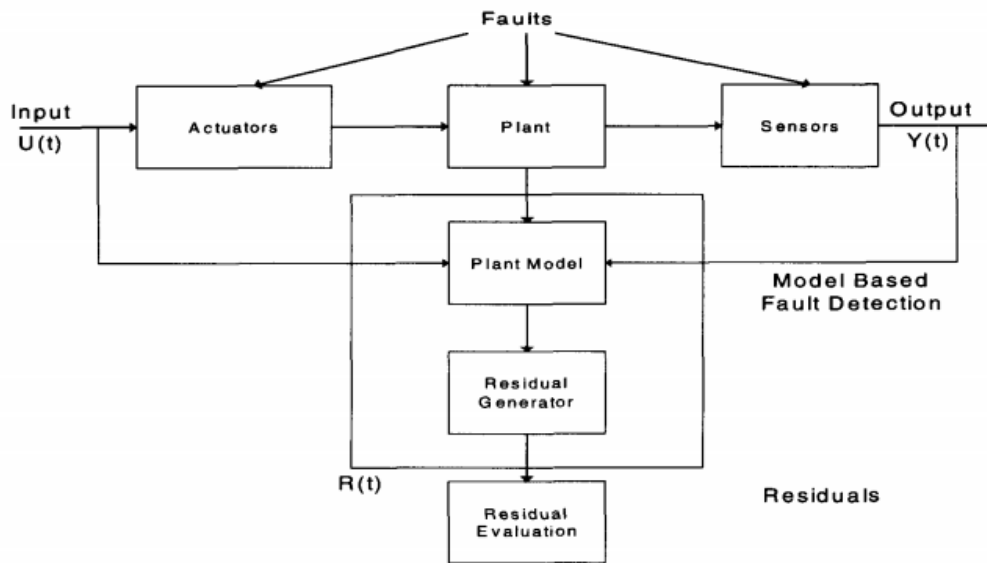 Faults
Input
U(t)
Actuators
Plant
Sensors
Output
Y(t)
Plant Model
Model Based
Fault Detection
Residual
Generator
R(t)
Residuals
Residual
Evaluation